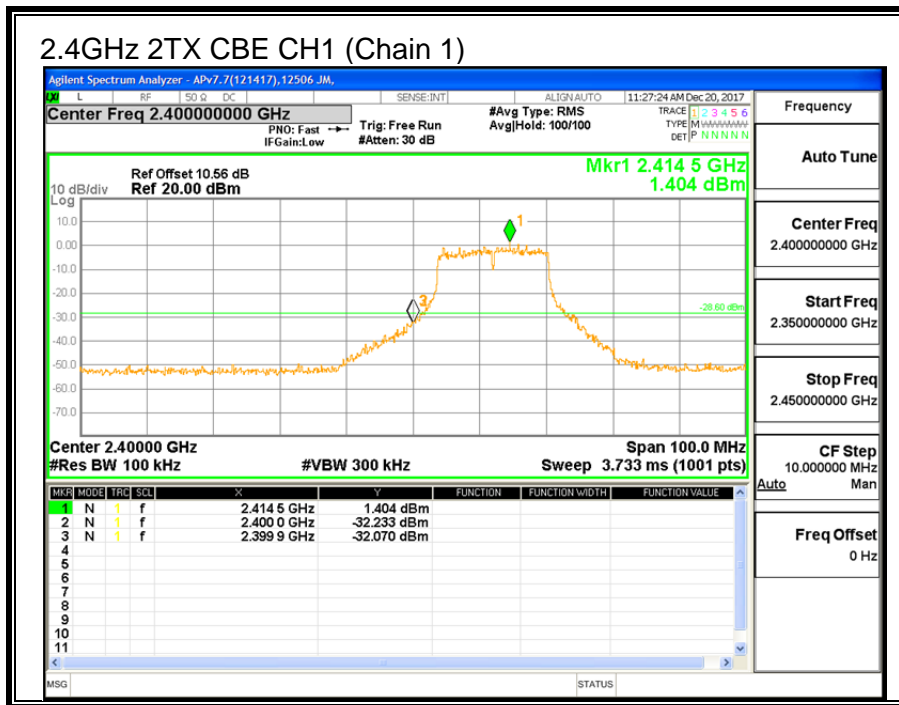 2.4GHz 2TX CBE CH1 (Chain 1)
Agilent Spectrum Analyzer - APv7.7(121417),12506 JM,
L RF 50 Ω DC SENSE:INT ALIGN AUTO 11:27:24 AM Dec 20, 2017
Center Freq 2.400000000 GHz
PNO: Fast
IFGain:Low
Trig: Free Run
#Atten: 30 dB
#Avg Type: RMS
Avg|Hold: 100/100
TRACE 1 2 3 4 5 6
TYPE M
DET P N N N N N
Ref Offset 10.56 dB
10 dB/div Ref 20.00 dBm
Log
Mkr1 2.414 5 GHz
1.404 dBm
10.0
0.00
-10.0
-20.0
-30.0
-40.0
-50.0
-60.0
-70.0
1
3
-28.60 dBm
Center 2.40000 GHz Span 100.0 MHz
#Res BW 100 kHz #VBW 300 kHz Sweep 3.733 ms (1001 pts)
MKR MODE TRC SCL X Y FUNCTION FUNCTION WIDTH FUNCTION VALUE
1 N 1 f 2.414 5 GHz 1.404 dBm
2 N 1 f 2.400 0 GHz -32.233 dBm
3 N 1 f 2.399 9 GHz -32.070 dBm
4
5
6
7
8
9
10
11
MSG STATUS
Frequency
Auto Tune
Center Freq
2.400000000 GHz
Start Freq
2.350000000 GHz
Stop Freq
2.450000000 GHz
CF Step
10.000000 MHz
Auto Man
Freq Offset
0 Hz